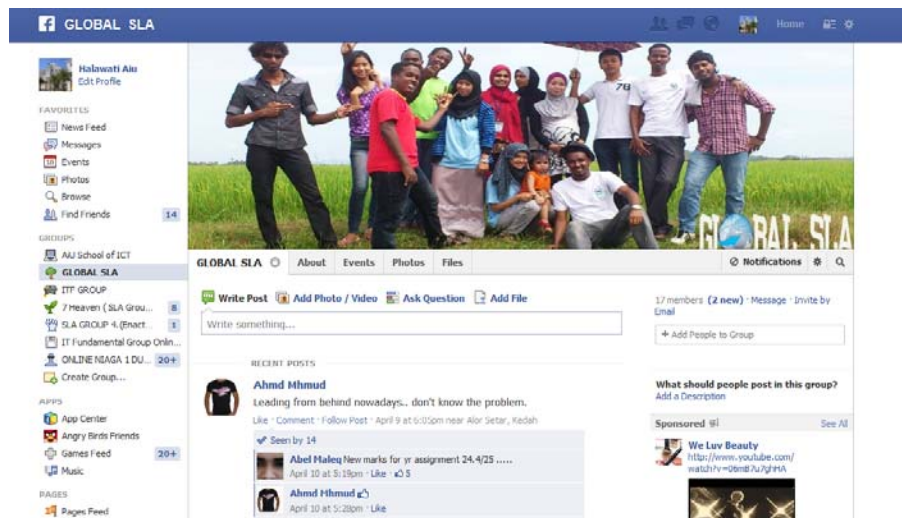 GLOBAL SLA
Home
Halawati Aiu
Edit Profile
FAVORITES
News Feed
Messages
Events
Photos
Browse
Find Friends 14
GROUPS
AIU School of ICT
GLOBAL SLA
ITF GROUP
7 Heaven ( SLA Grou... 8
SLA GROUP 4. (Enact... 1
IT Fundamental Group Onlin...
ONLINE NIAGA 1 DU... 20+
Create Group...
APPS
App Center
Angry Birds Friends
Games Feed 20+
Music
PAGES
Pages Feed
78
GLOBAL SLA
GLOBAL SLA About Events Photos Files Notifications
Write Post Add Photo / Video Ask Question Add File
Write something...
RECENT POSTS
Ahmd Mhmud
Leading from behind nowadays.. don't know the problem.
Like · Comment · Follow Post · April 9 at 6:05pm near Alor Setar, Kedah
Seen by 14
Abel Maleq New marks for yr assignment 24.4/25 .....
April 10 at 5:19pm · Like · 5
Ahmd Mhmud
April 10 at 5:28pm · Like
17 members (2 new) · Message · Invite by
Email
+ Add People to Group
What should people post in this group?
Add a Description
Sponsored See All
We Luv Beauty
http://www.youtube.com/